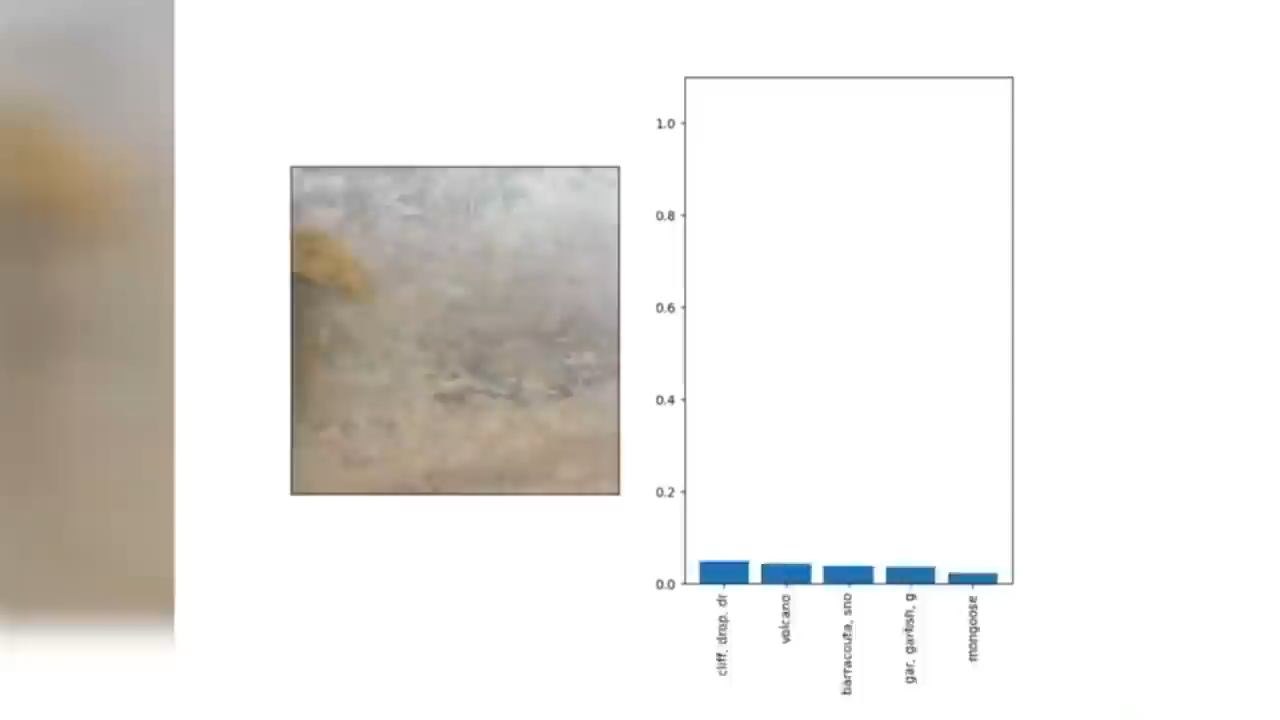 1.0
0.8
0.6
0.4
0.2
0.0
cliff, drop, dr
volcano
barracouta, sno
gar, garfish, g
mongoose